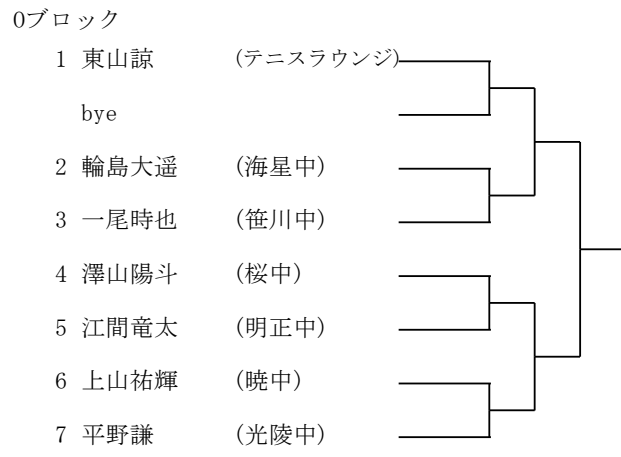 Oブロック
1 東山諒 (テニスラウンジ)
bye
2 輪島大遥 (海星中)
3 一尾時也 (笹川中)
4 澤山陽斗 (桜中)
5 江間竜太 (明正中)
6 上山祐輝 (暁中)
7 平野謙 (光陵中)